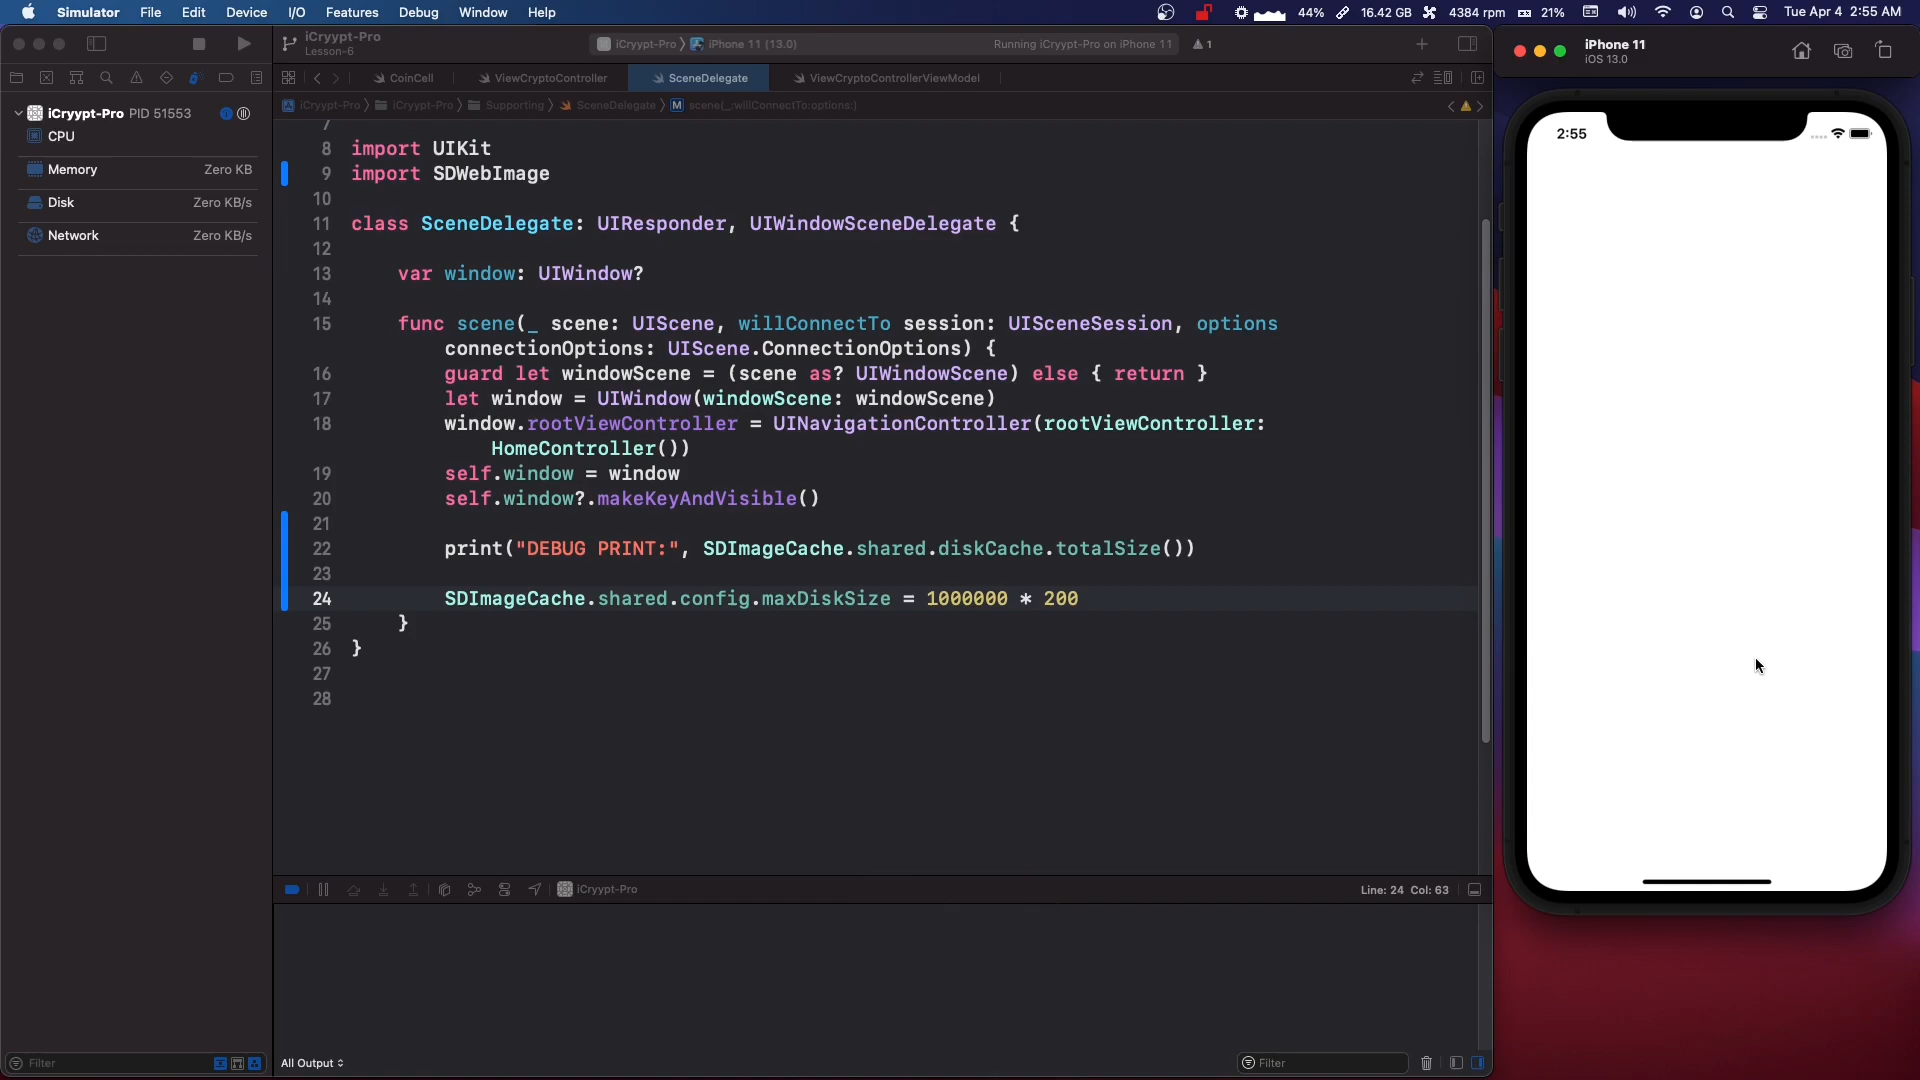 Simulator File Edit Device I/O Features Debug Window Help 44% 16.42 GB 4384 rpm 21% Tue Apr 4 2:55 AM
iCryypt-Pro
Lesson-6
iCryypt-Pro iPhone 11 (13.0) Running iCryypt-Pro on iPhone 11 1
CoinCell ViewCryptoController SceneDelegate ViewCryptoControllerViewModel
iCryypt-Pro iCryypt-Pro Supporting SceneDelegate M scene(_:willConnectTo:options:)
iCryypt-Pro PID 51553
CPU
Memory Zero KB
Disk Zero KB/s
Network Zero KB/s
Filter
7
8 import UIKit
9 import SDWebImage
10
11 class SceneDelegate: UIResponder, UIWindowSceneDelegate {
12
13 var window: UIWindow?
14
15 func scene(_ scene: UIScene, willConnectTo session: UISceneSession, options
connectionOptions: UIScene.ConnectionOptions) {
16 guard let windowScene = (scene as? UIWindowScene) else { return }
17 let window = UIWindow(windowScene: windowScene)
18 window.rootViewController = UINavigationController(rootViewController:
HomeController())
19 self.window = window
20 self.window?.makeKeyAndVisible()
21
22 print("DEBUG PRINT:", SDImageCache.shared.diskCache.totalSize())
23
24 SDImageCache.shared.config.maxDiskSize = 1000000 * 200
25 }
26 }
27
28
iCryypt-Pro Line: 24 Col: 63
All Output Filter
iPhone 11
iOS 13.0
2:55